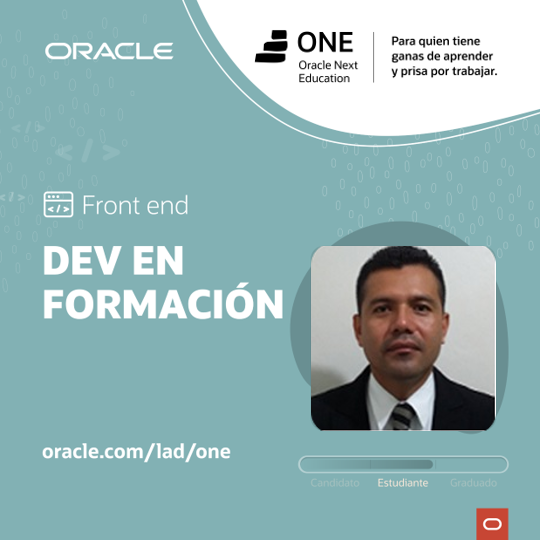 ORACLE
ONE
Oracle Next
Education
Para quien tiene
ganas de aprender
y prisa por trabajar.
</>
</>
</>
</>
Front end
DEV EN
FORMACIÓN
oracle.com/lad/one
Candidato Estudiante Graduado